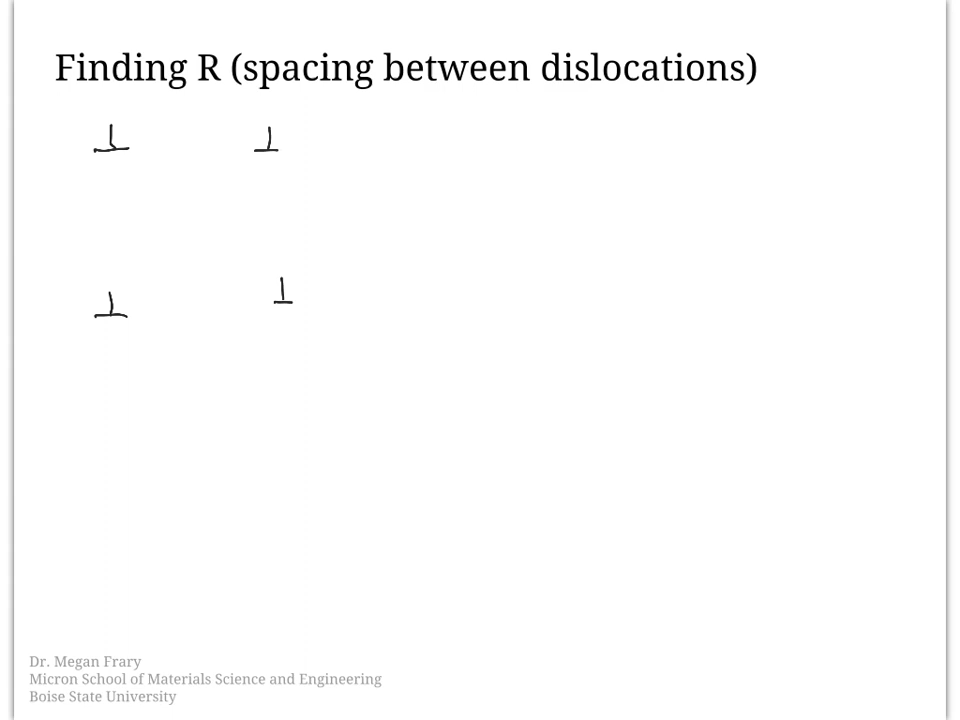 Finding R (spacing between dislocations)
⊥ ⊥
⊥ ⊥
Dr. Megan Frary
Micron School of Materials Science and Engineering
Boise State University